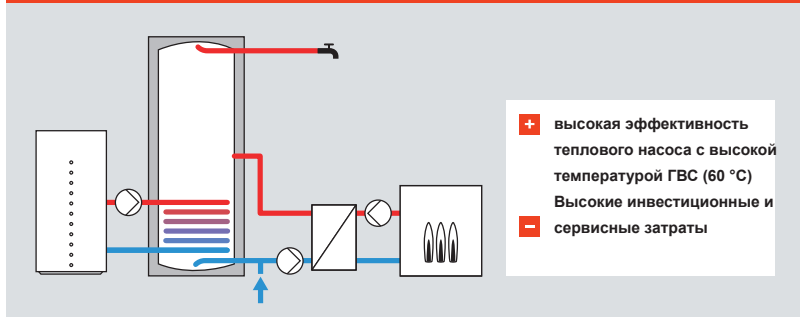 + высокая эффективность
теплового насоса с высокой
температурой ГВС (60 °C)
Высокие инвестиционные и
– сервисные затраты